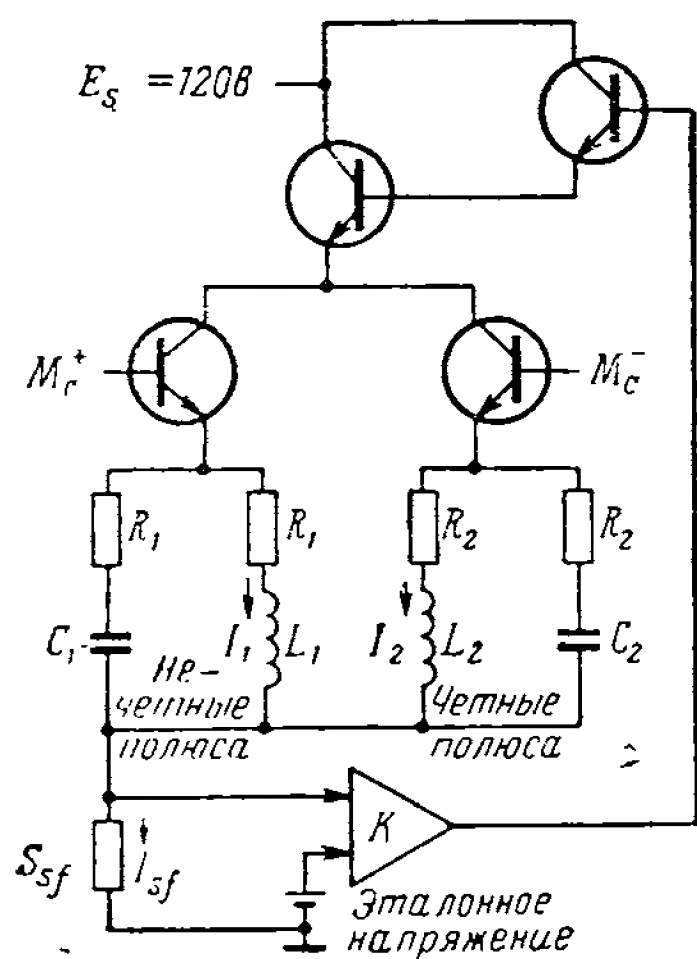 E_s = 120В
M_c^+
M_c^-
R_1
R_1
R_2
R_2
C_1
I_1
L_1
I_2
L_2
C_2
Не-
четные
полюса
Четные
полюса
K
S_sf
I_sf
Эталонное
напряжение